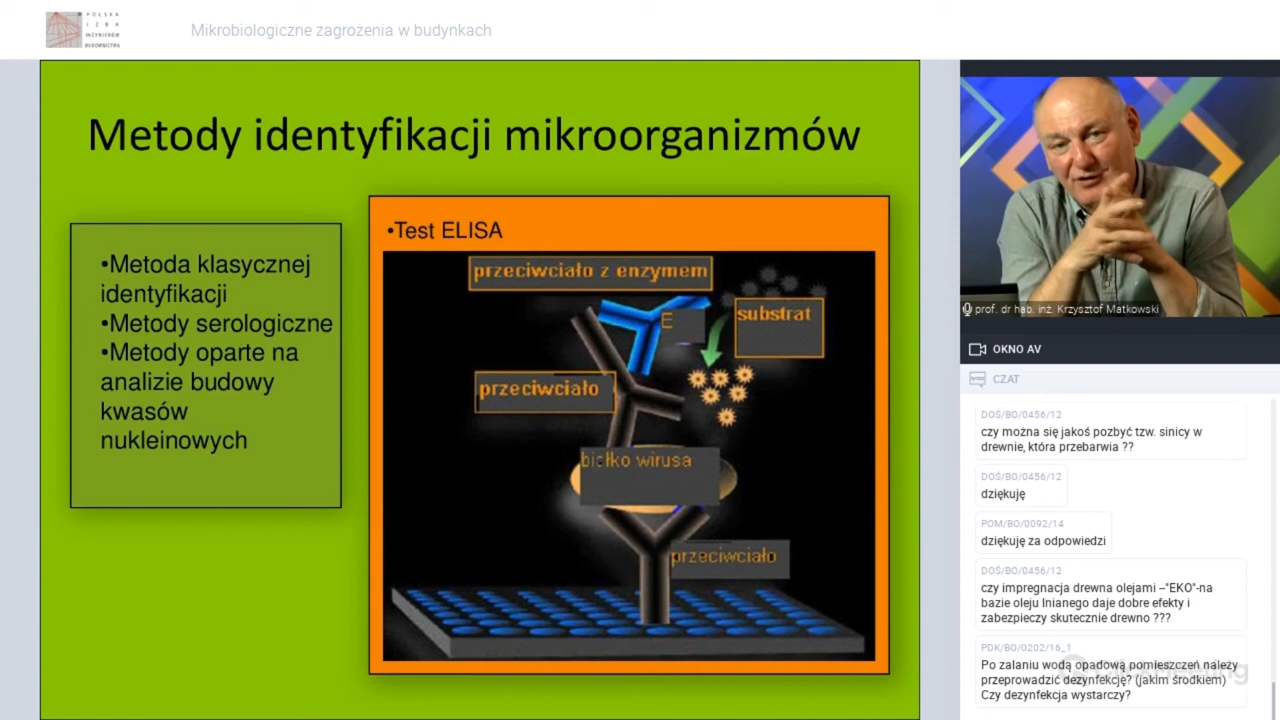 POLSKA
IZBA
INŻYNIERÓW
BUDOWNICTWA
Mikrobiologiczne zagrożenia w budynkach
Metody identyfikacji mikroorganizmów
•Metoda klasycznej
identyfikacji
•Metody serologiczne
•Metody oparte na
analizie budowy
kwasów
nukleinowych
•Test ELISA
przeciwciało z enzymem
E
substrat
przeciwciało
białko wirusa
przeciwciało
prof. dr hab. inż. Krzysztof Matkowski
OKNO AV
CZAT
DOŚ/BO/0456/12
czy można się jakoś pozbyć tzw. sinicy w
drewnie, która przebarwia ??
DOŚ/BO/0456/12
dziękuję
POM/BO/0092/14
dziękuję za odpowiedzi
DOŚ/BO/0456/12
czy impregnacja drewna olejami –"EKO"-na
bazie oleju lnianego daje dobre efekty i
zabezpieczy skutecznie drewno ???
PDK/BO/0202/16_1
Po zalaniu wodą opadową pomieszczeń należy
przeprowadzić dezynfekcję? (jakim środkiem)
Czy dezynfekcja wystarczy?